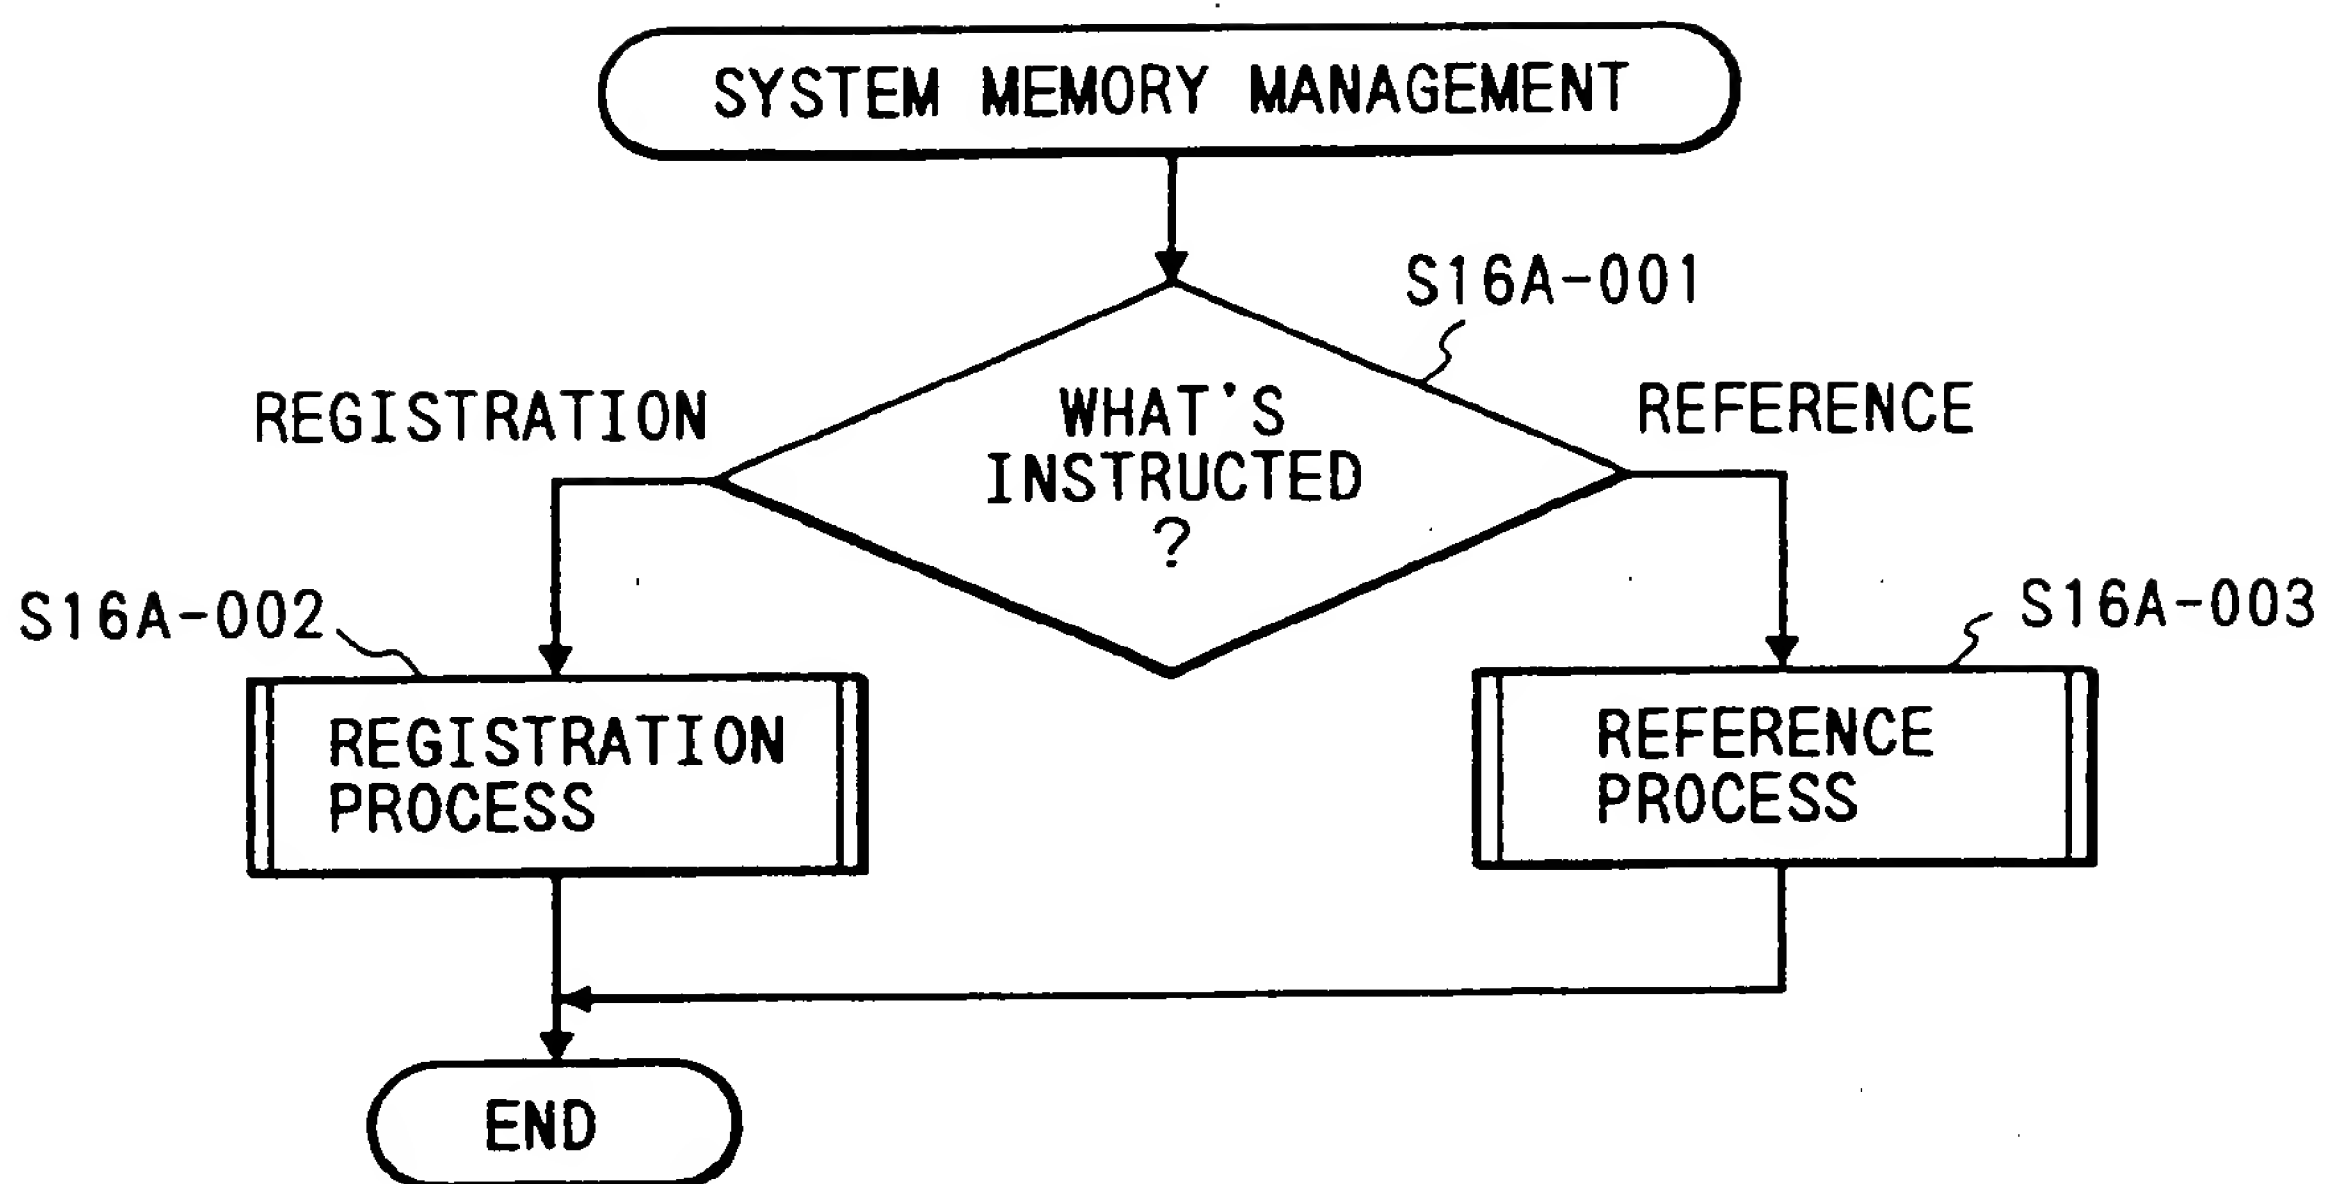 SYSTEM MEMORY MANAGEMENT
S16A-001
REGISTRATION
WHAT'S
INSTRUCTED
?
REFERENCE
S16A-002
S16A-003
REGISTRATION
PROCESS
REFERENCE
PROCESS
END